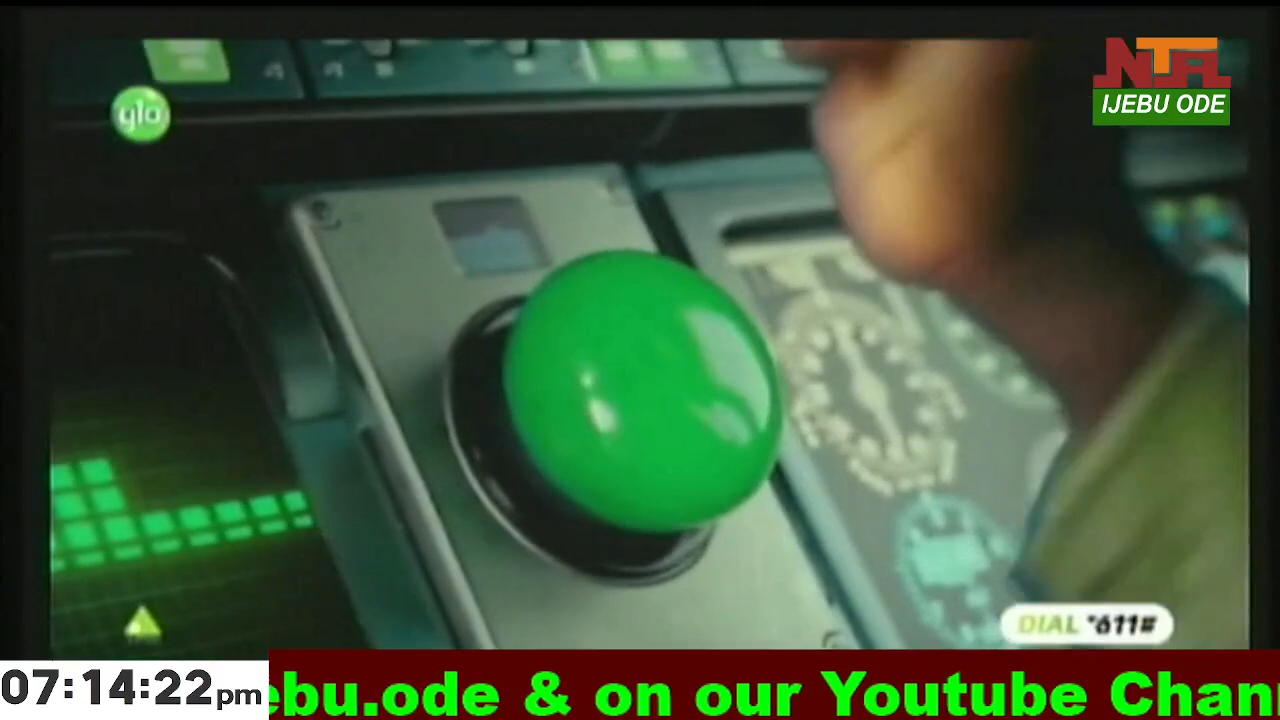 NTA
IJEBU ODE
glo
DIAL *611#
07:14:22pm
ebu.ode & on our Youtube Chan